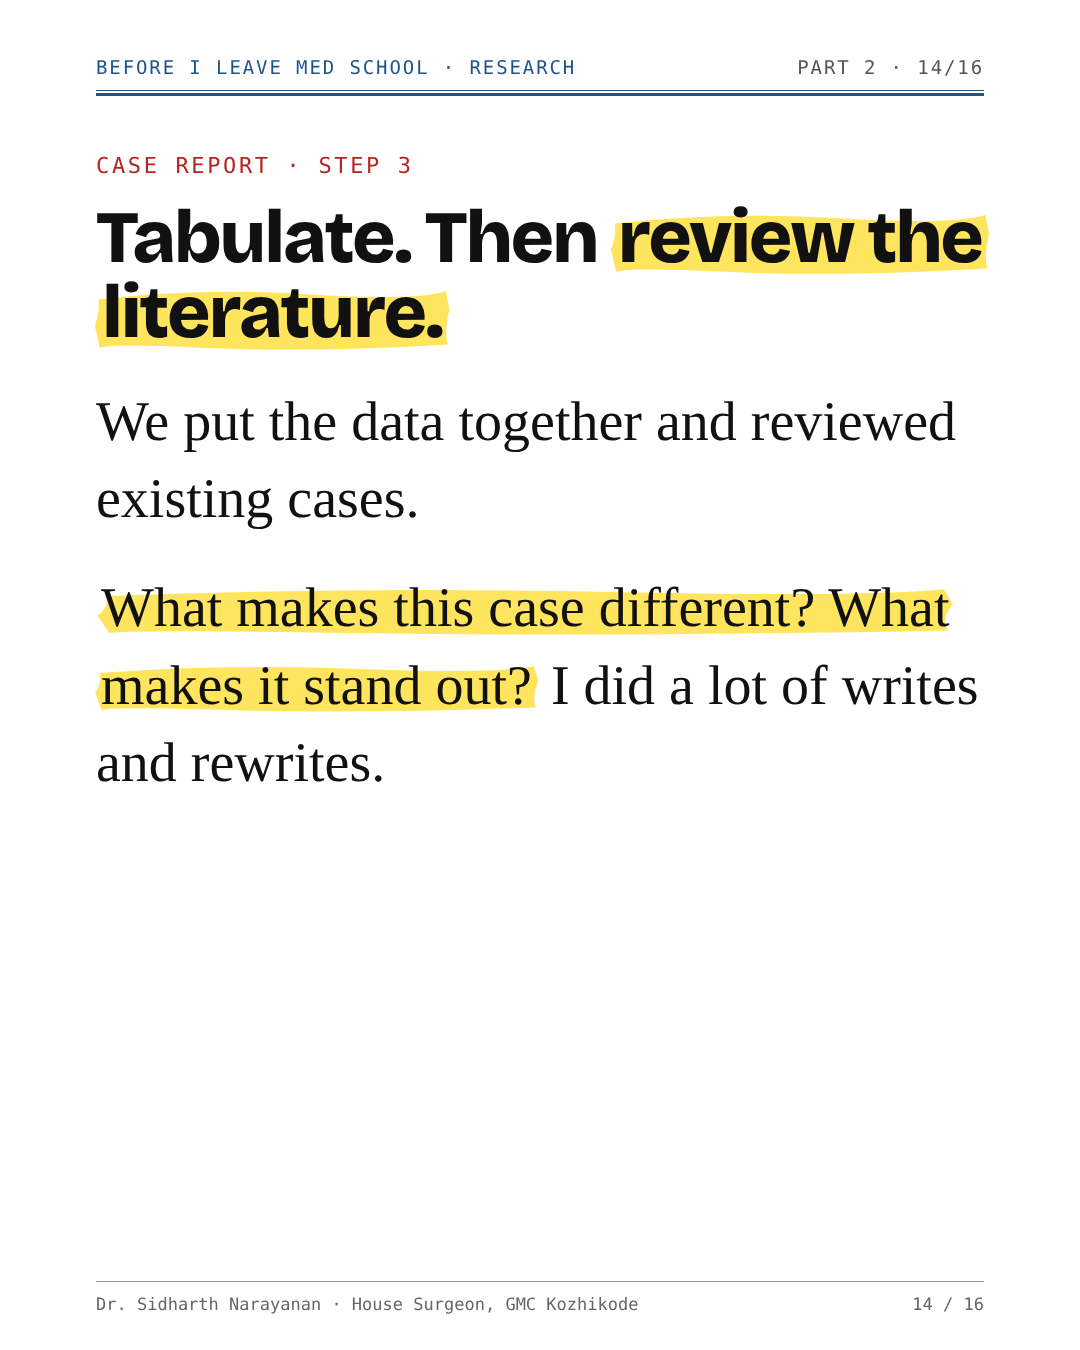 BEFORE I LEAVE MED SCHOOL · RESEARCH
PART 2 · 14/16
CASE REPORT · STEP 3
Tabulate. Then review the
literature.
We put the data together and reviewed
existing cases.
What makes this case different? What
makes it stand out? I did a lot of writes
and rewrites.
Dr. Sidharth Narayanan · House Surgeon, GMC Kozhikode
14 / 16